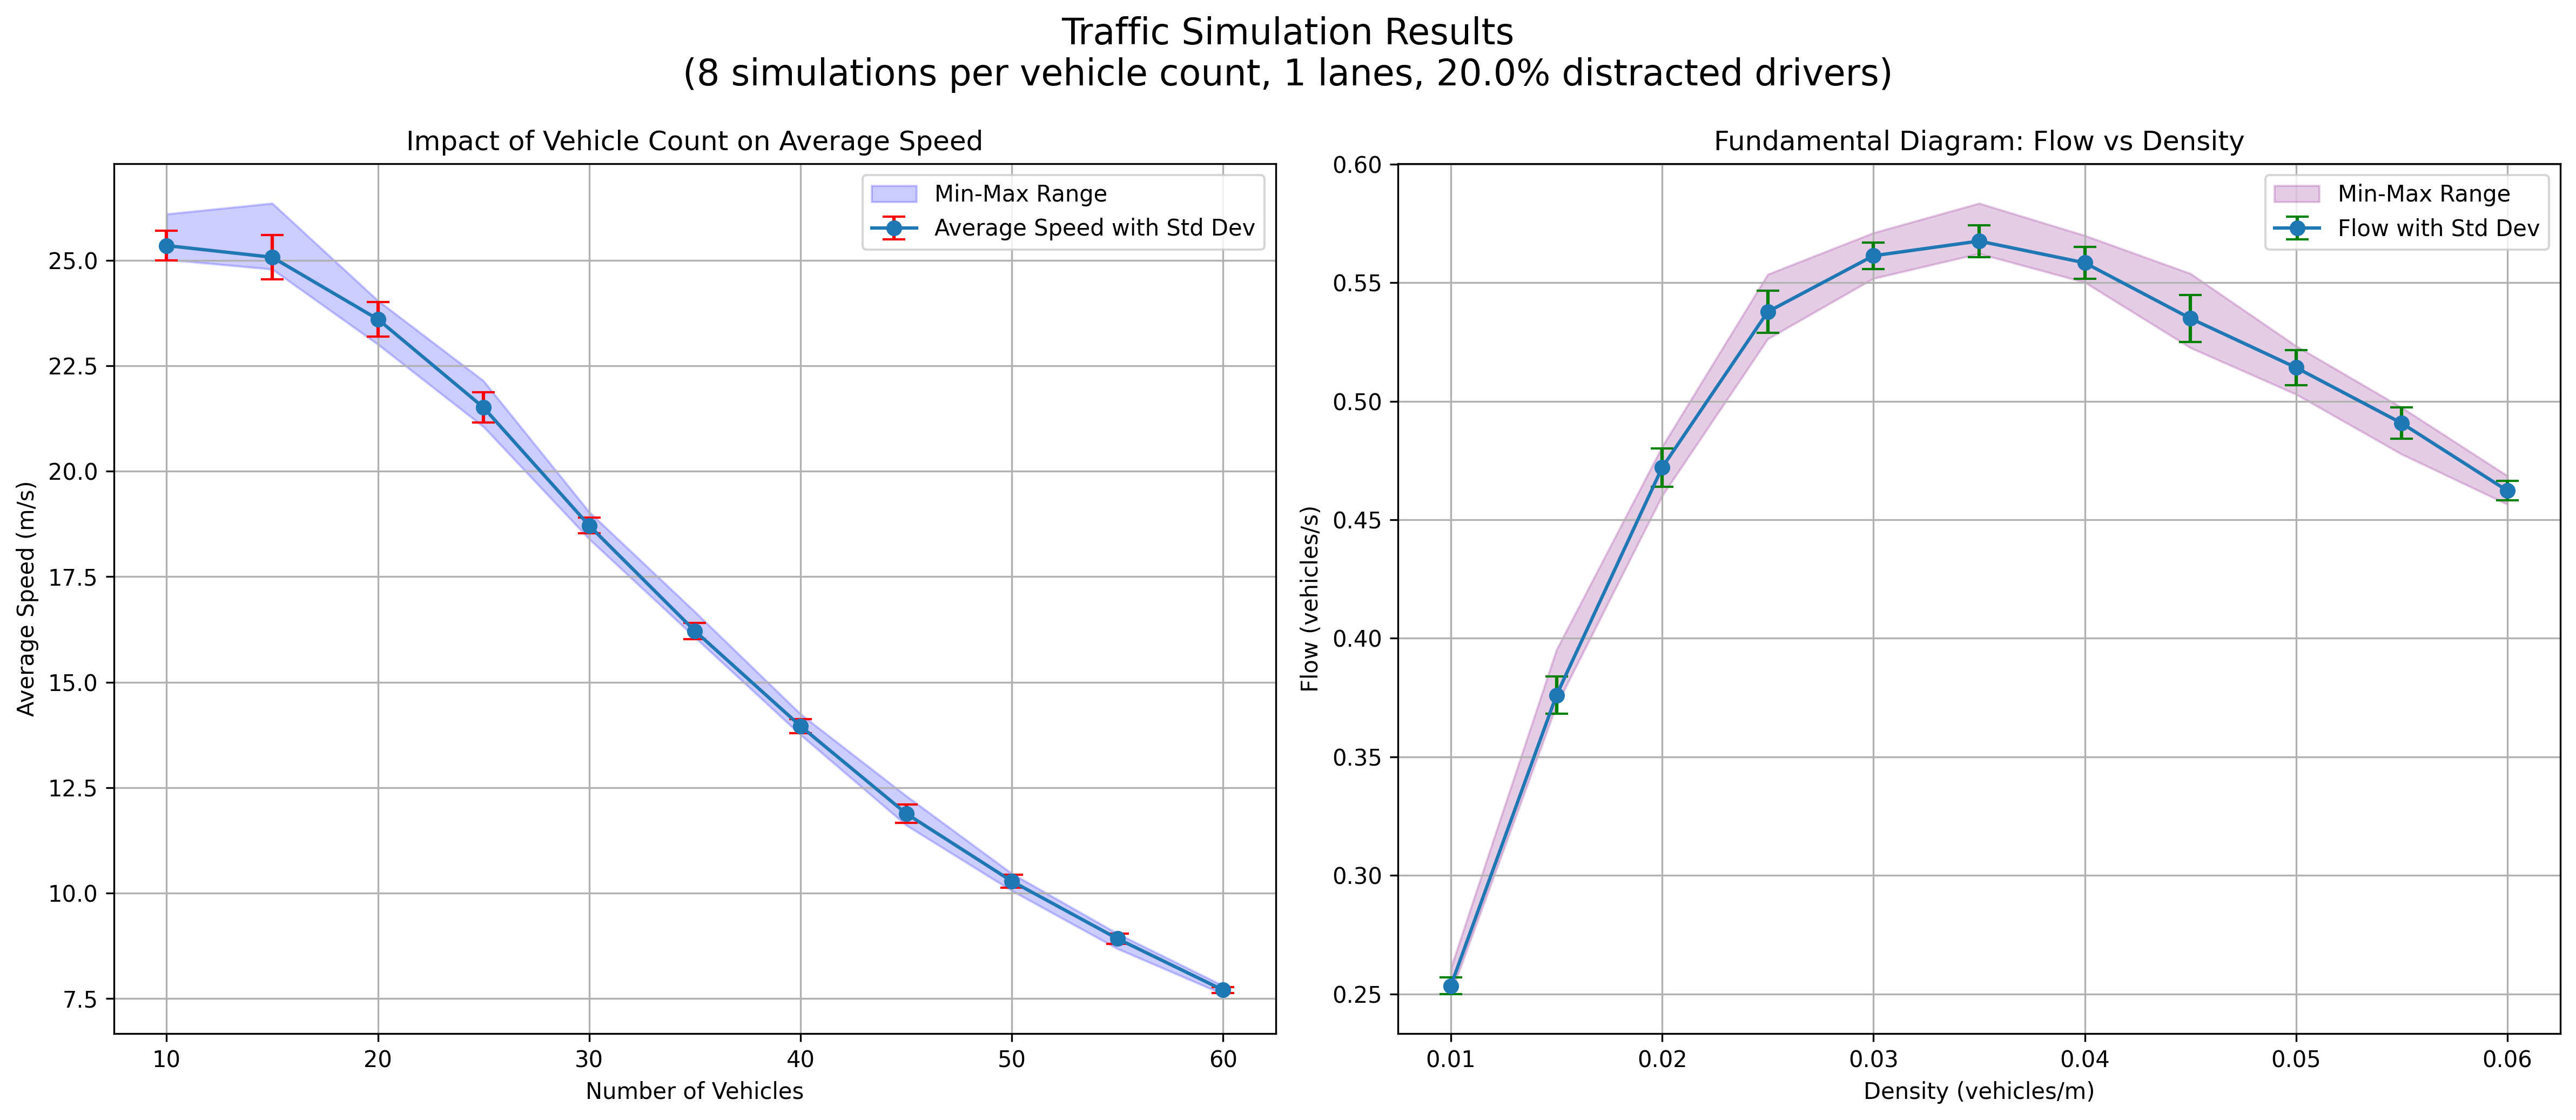 Traffic Simulation Results
(8 simulations per vehicle count, 1 lanes, 20.0% distracted drivers)
Impact of Vehicle Count on Average Speed
Min-Max Range
Average Speed with Std Dev
25.0
22.5
20.0
17.5
15.0
12.5
10.0
7.5
Average Speed (m/s)
10 20 30 40 50 60
Number of Vehicles
Fundamental Diagram: Flow vs Density
Min-Max Range
Flow with Std Dev
0.60
0.55
0.50
0.45
0.40
0.35
0.30
0.25
Flow (vehicles/s)
0.01 0.02 0.03 0.04 0.05 0.06
Density (vehicles/m)